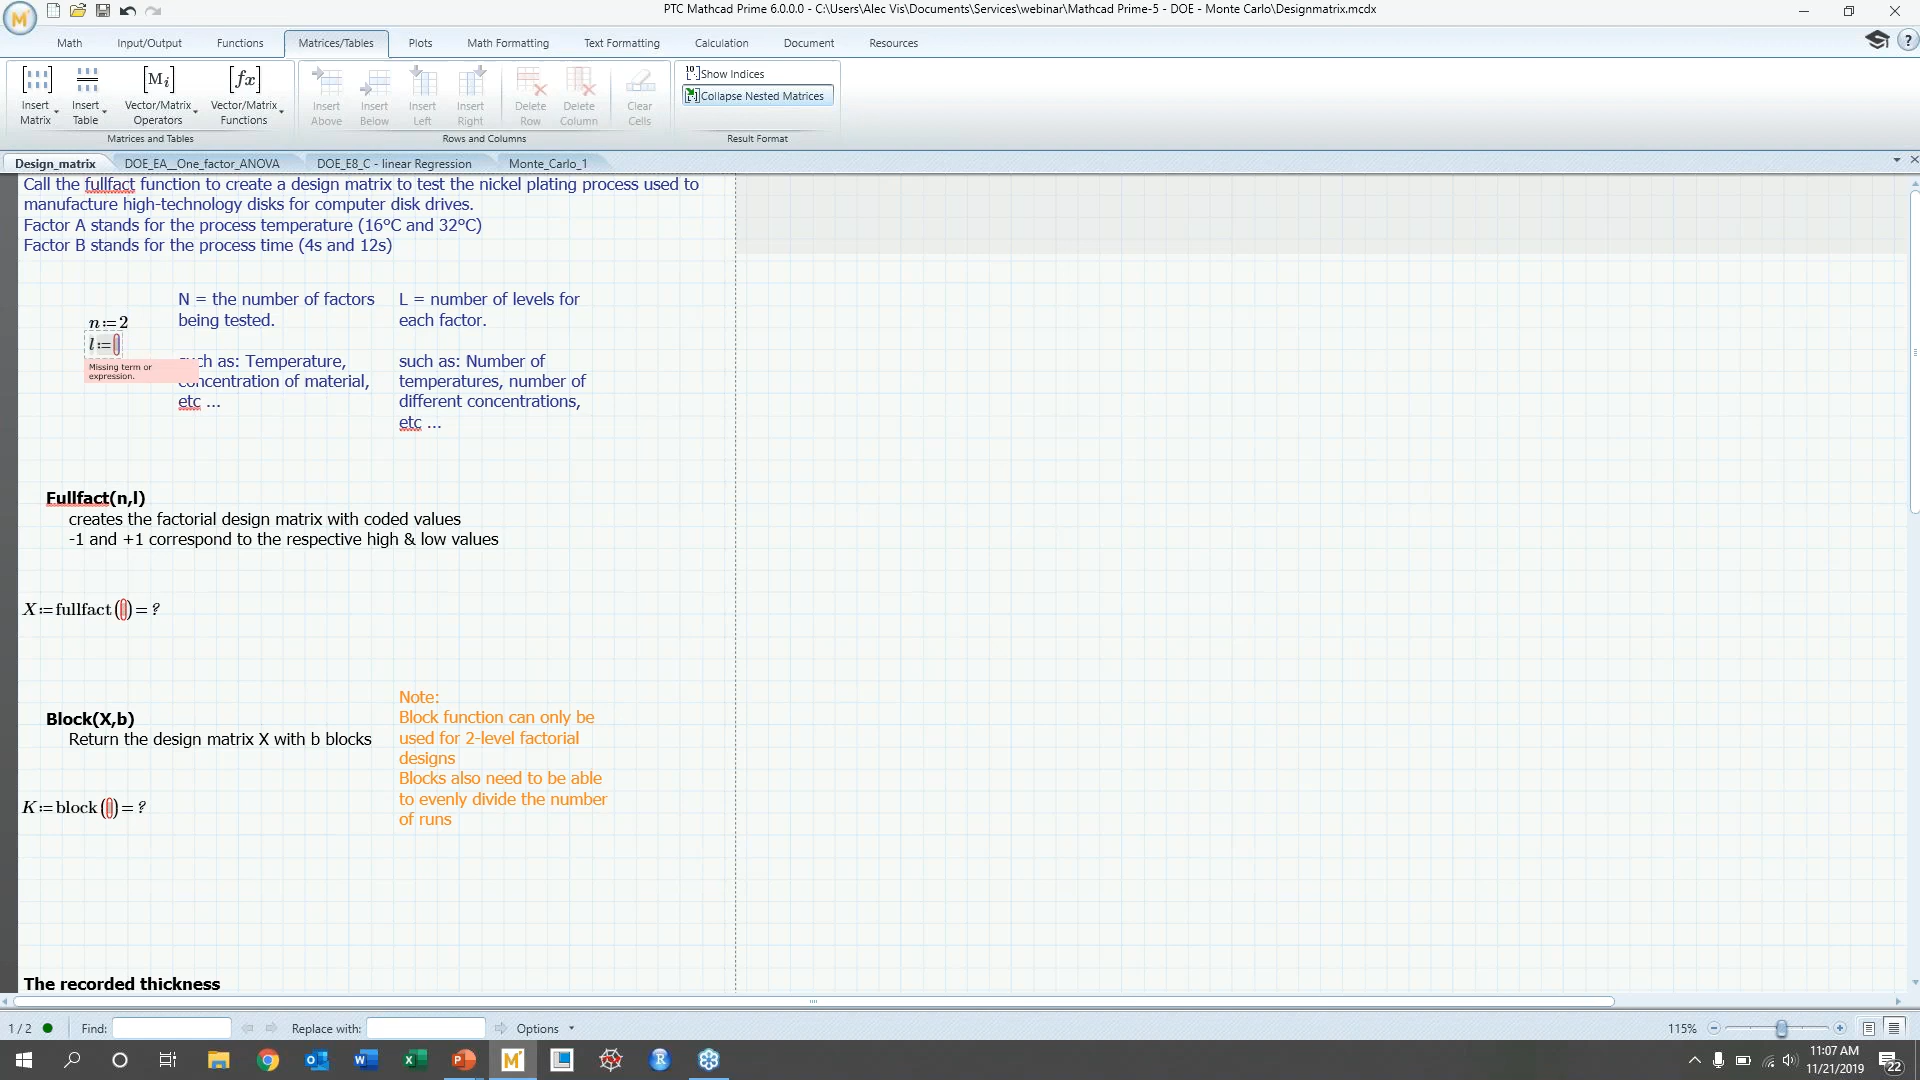 PTC Mathcad Prime 6.0.0.0 - C:\Users\Alec Vis\Documents\Services\webinar\Mathcad Prime-5 - DOE - Monte Carlo\Designmatrix.mcdx
Math Input/Output Functions Matrices/Tables Plots Math Formatting Text Formatting Calculation Document Resources
Insert Matrix
Insert Table
Vector/Matrix Operators
Vector/Matrix Functions
Matrices and Tables
Insert Above
Insert Below
Insert Left
Insert Right
Delete Row
Delete Column
Clear Cells
Rows and Columns
Show Indices
Collapse Nested Matrices
Result Format
Design_matrix DOE_EA__One_factor_ANOVA DOE_E8_C - linear Regression Monte_Carlo_1
Call the fullfact function to create a design matrix to test the nickel plating process used to
manufacture high-technology disks for computer disk drives.
Factor A stands for the process temperature (16°C and 32°C)
Factor B stands for the process time (4s and 12s)
n:=2
l:=
Missing term or
expression.
N = the number of factors
being tested.
such as: Temperature,
concentration of material,
etc ...
L = number of levels for
each factor.
such as: Number of
temperatures, number of
different concentrations,
etc ...
Fullfact(n,l)
creates the factorial design matrix with coded values
-1 and +1 correspond to the respective high & low values
X:=fullfact()=?
Block(X,b)
Return the design matrix X with b blocks
Note:
Block function can only be
used for 2-level factorial
designs
Blocks also need to be able
to evenly divide the number
of runs
K:=block()=?
The recorded thickness
1 / 2 Find: Replace with: Options 115%
11:07 AM
11/21/2019
22